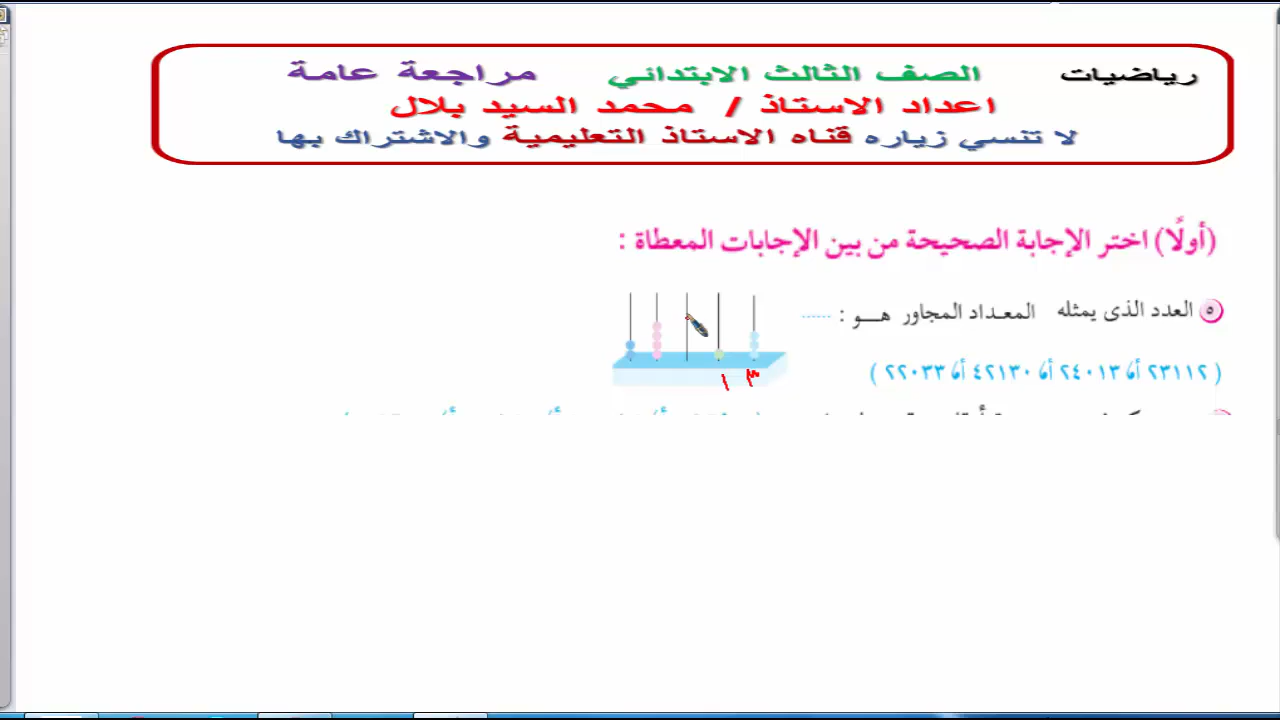 رياضيات الصف الثالث الابتدائي مراجعة عامة
اعداد الاستاذ / محمد السيد بلال
لا تنسي زياره قناه الاستاذ التعليمية والاشتراك بها
(أولًا) اختر الإجابة الصحيحة من بين الإجابات المعطاة :
٥ العدد الذى يمثله المعداد المجاور هـــو : ......
١ ٣
( ٢٣١١٢ أ، ٢٤٠١٣ أ، ٤٢١٣٠ أ، ٢٢٠٣٣ )